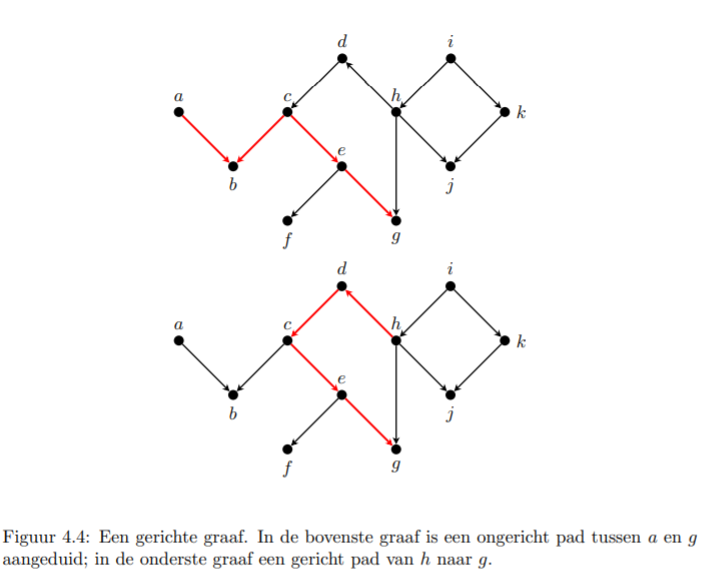 d i
a c h k
e
b j
f g
d i
a c h k
e
b j
f g
Figuur 4.4: Een gerichte graaf. In de bovenste graaf is een ongericht pad tussen a en g
aangeduid; in de onderste graaf een gericht pad van h naar g.